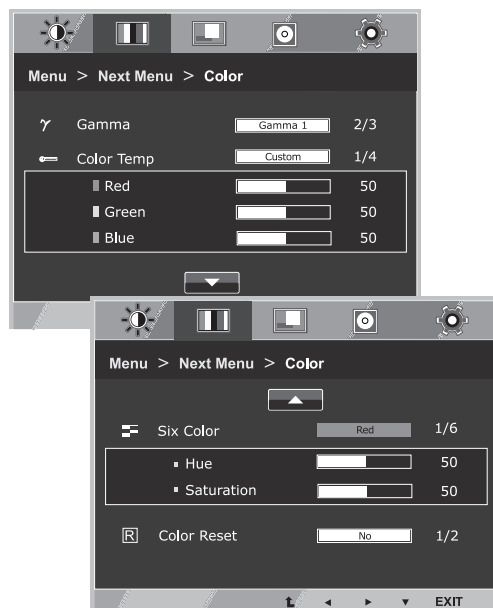 Menu > Next Menu > Color
γ Gamma Gamma 1 2/3
Color Temp Custom 1/4
Red 50
Green 50
Blue 50
Menu > Next Menu > Color
Six Color Red 1/6
Hue 50
Saturation 50
R Color Reset No 1/2
EXIT